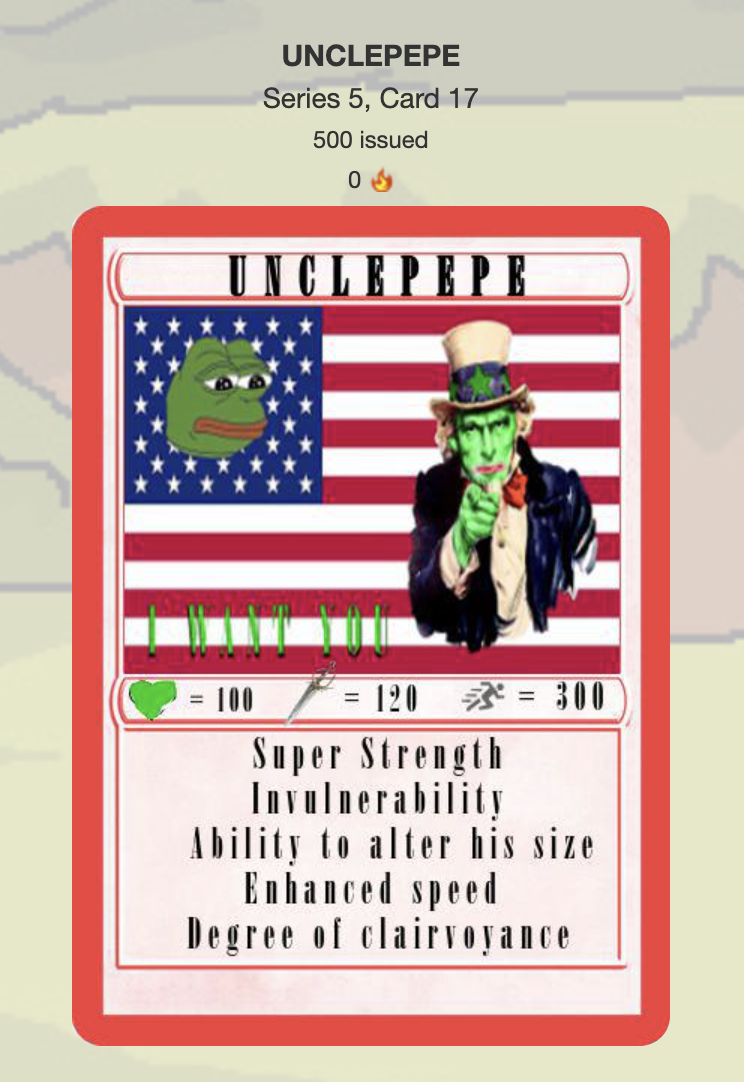 UNCLEPEPE
Series 5, Card 17
500 issued
0 🔥
UNCLEPEPE
I WANT YOU
= 100 = 120 = 300
Super Strength
Invulnerability
Ability to alter his size
Enhanced speed
Degree of clairvoyance